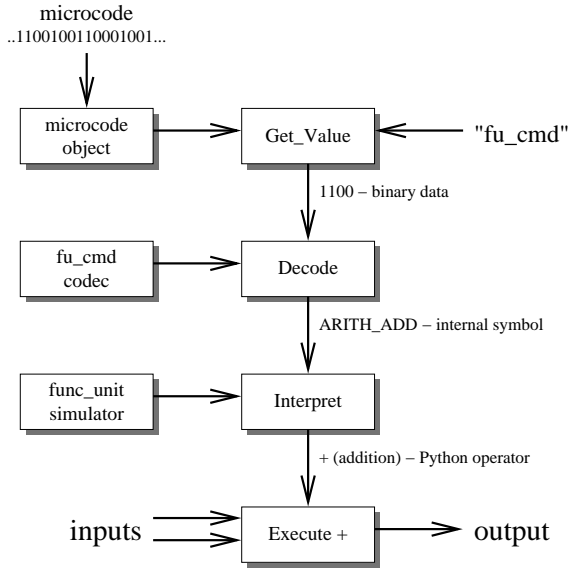 microcode
..1100100110001001...
microcode
object
Get_Value
"fu_cmd"
1100 – binary data
fu_cmd
codec
Decode
ARITH_ADD – internal symbol
func_unit
simulator
Interpret
+ (addition) – Python operator
inputs
Execute +
output